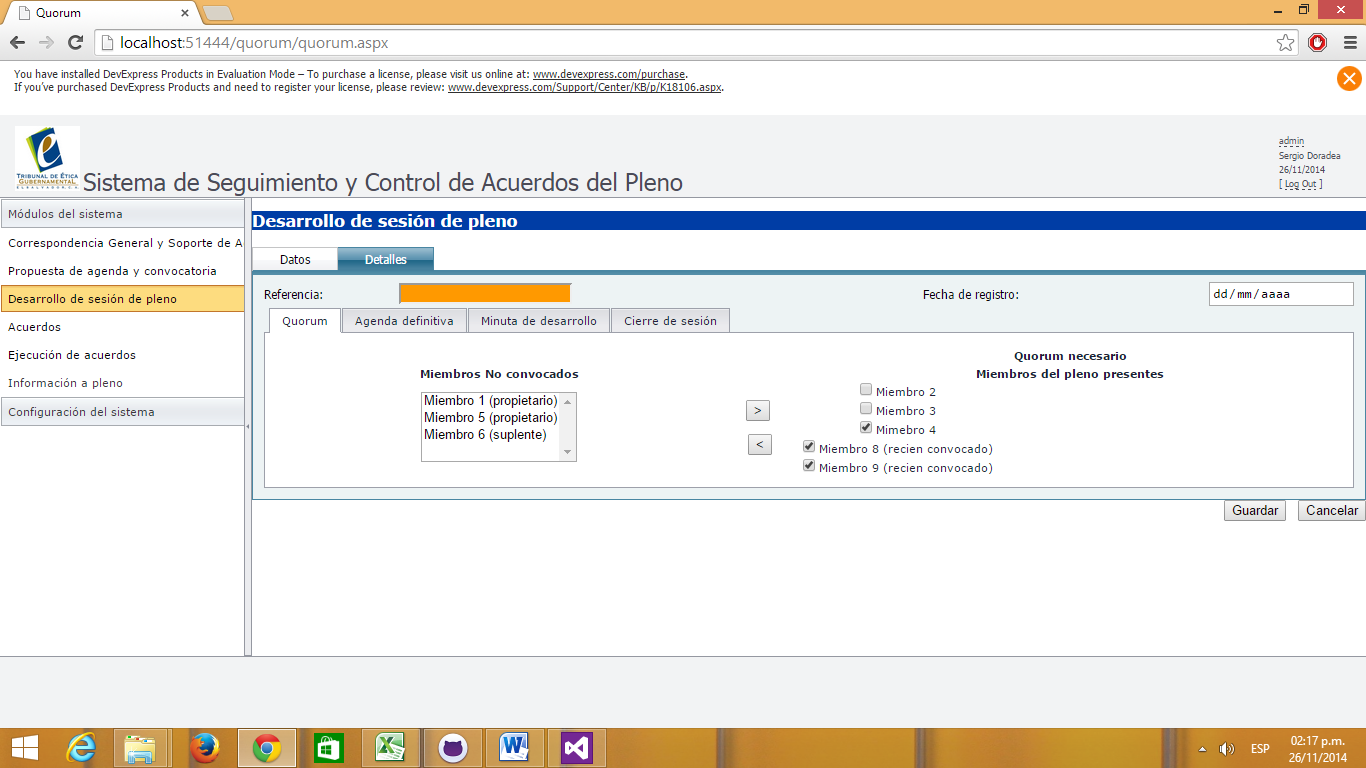 Quorum
localhost:51444/quorum/quorum.aspx
You have installed DevExpress Products in Evaluation Mode – To purchase a license, please visit us online at: www.devexpress.com/purchase.
If you've purchased DevExpress Products and need to register your license, please review: www.devexpress.com/Support/Center/KB/p/K18106.aspx.
TRIBUNAL DE ÉTICA
GUBERNAMENTAL
EL SALVADOR, C.A.
Sistema de Seguimiento y Control de Acuerdos del Pleno
admin
Sergio Doradea
26/11/2014
[ Log Out ]
Módulos del sistema
Correspondencia General y Soporte de A
Propuesta de agenda y convocatoria
Desarrollo de sesión de pleno
Acuerdos
Ejecución de acuerdos
Información a pleno
Configuración del sistema
Desarrollo de sesión de pleno
Datos
Detalles
Referencia:
Fecha de registro:
dd/mm/aaaa
Quorum
Agenda definitiva
Minuta de desarrollo
Cierre de sesión
Miembros No convocados
Miembro 1 (propietario)
Miembro 5 (propietario)
Miembro 6 (suplente)
>
<
Quorum necesario
Miembros del pleno presentes
Miembro 2
Miembro 3
Mimebro 4
Miembro 8 (recien convocado)
Miembro 9 (recien convocado)
Guardar
Cancelar
ESP
02:17 p.m.
26/11/2014